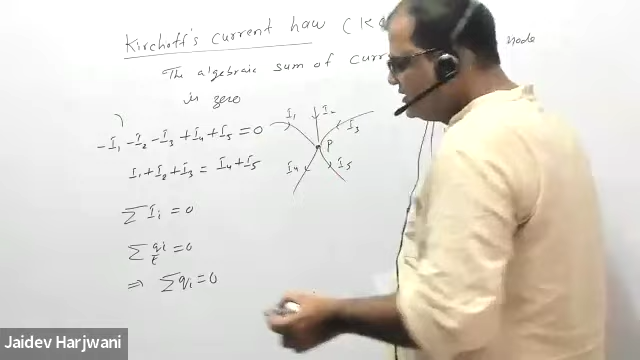 Kirchoff's current Law (KC
The algebraic sum of curr node
is zero
-I₁ -I₂ -I₃ +I₄ +I₅ = 0
I₁ + I₂ + I₃ = I₄ + I₅
∑ Iᵢ = 0
∑ qᵢ/t = 0
⇒ ∑qᵢ = 0
I₁ I₂ I₃
P
I₄ I₅
Jaidev Harjwani